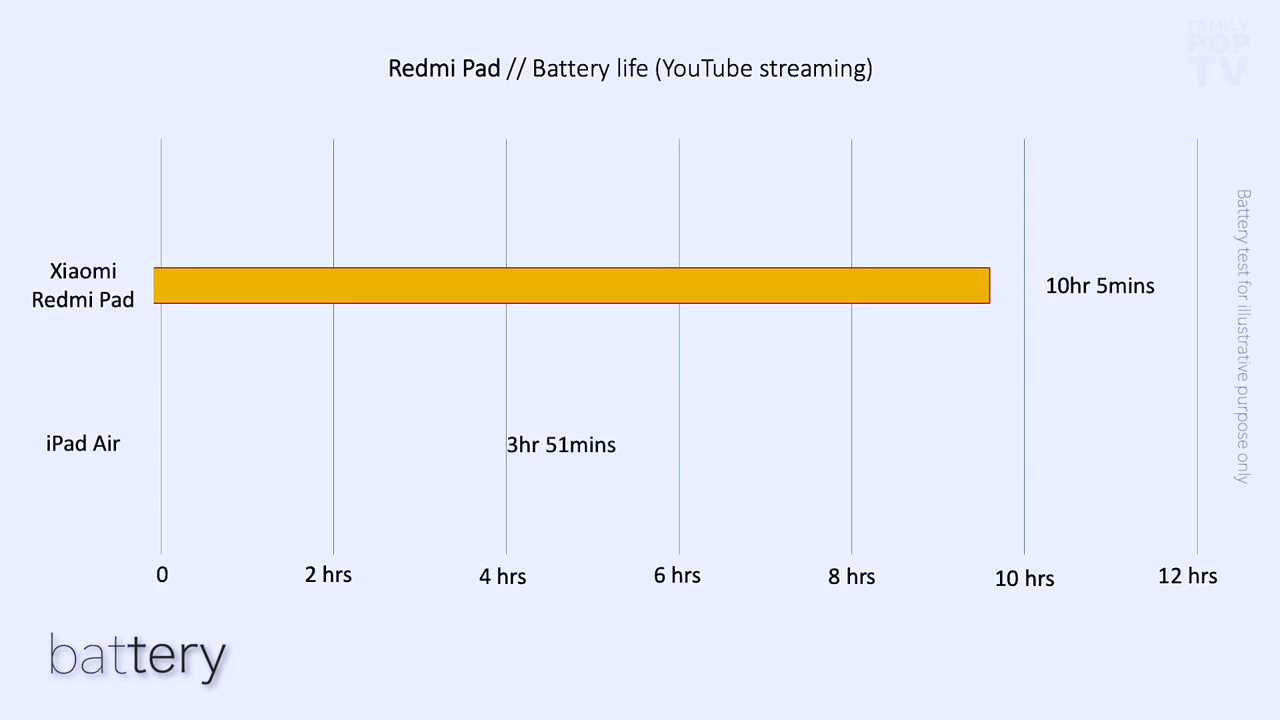 FAMILY
POP
TV
Redmi Pad // Battery life (YouTube streaming)
Xiaomi
Redmi Pad
10hr 5mins
iPad Air
3hr 51mins
0
2 hrs
4 hrs
6 hrs
8 hrs
10 hrs
12 hrs
Battery test for illustrative purpose only
battery